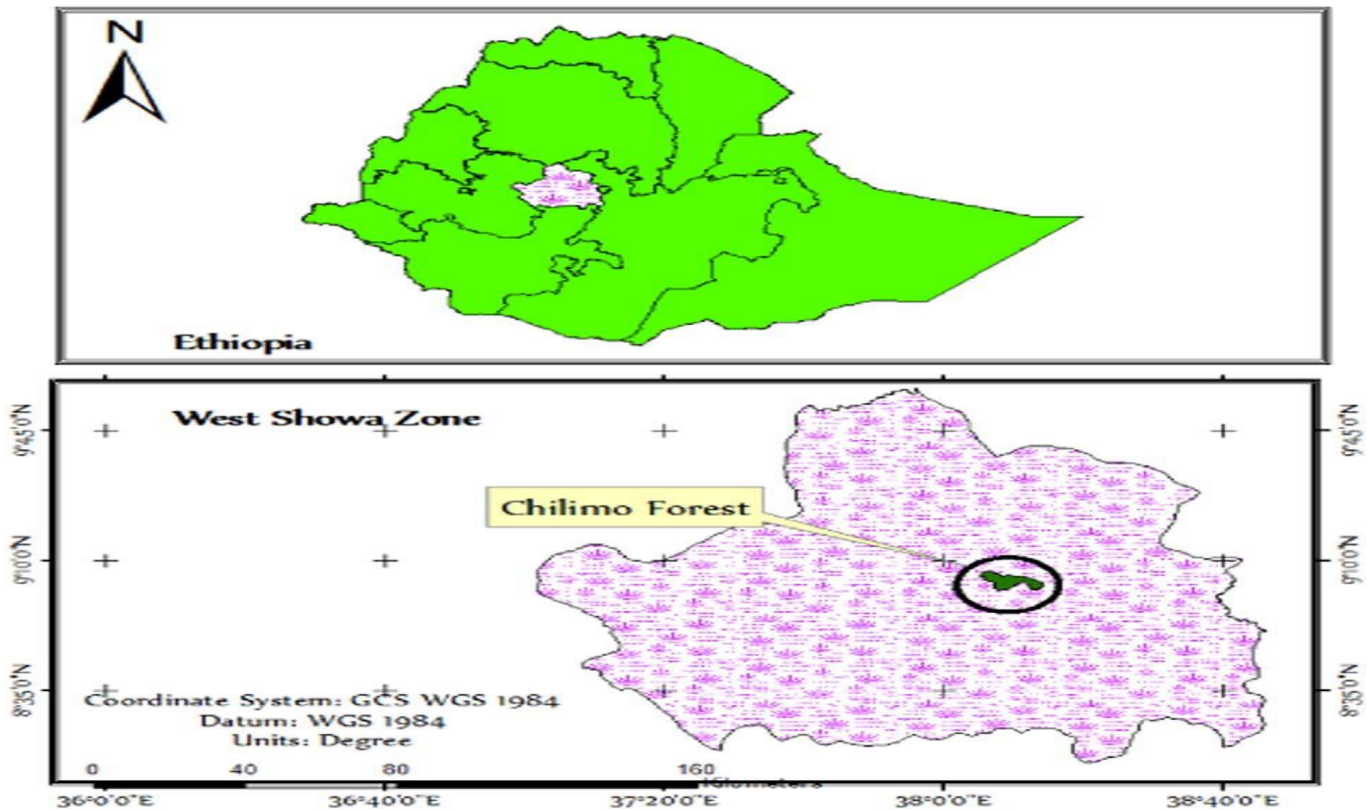 N
Ethiopia
West Showa Zone
Chilimo Forest
9°45'0"N
9°45'0"N
9°10'0"N
9°10'0"N
8°35'0"N
8°35'0"N
Coordinate System: GCS WGS 1984
Datum: WGS 1984
Units: Degree
0 40 80 160
Kilometers
36°0'0"E 36°40'0"E 37°20'0"E 38°0'0"E 38°40'0"E